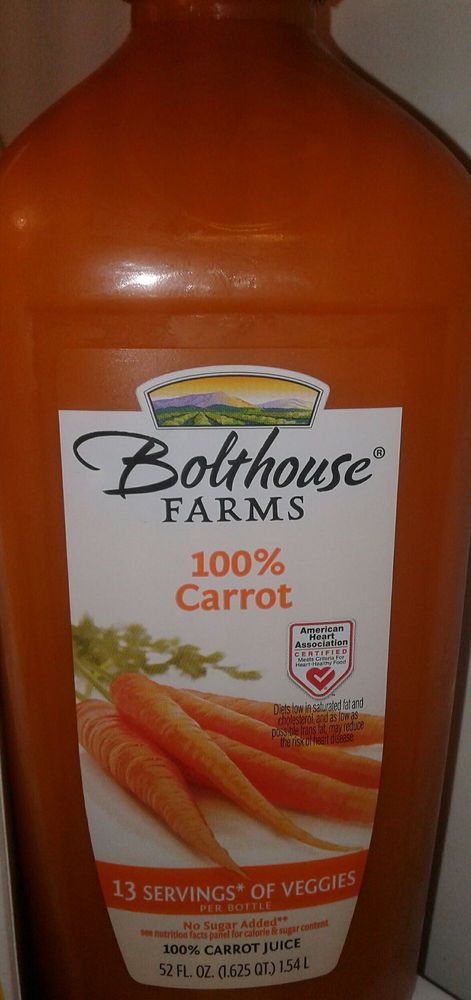 Bolthouse®
FARMS
100%
Carrot
American
Heart
Association
CERTIFIED
Meets Criteria For
Heart-Healthy Food
Diets low in saturated fat and
cholesterol, and as low as
possible trans fat, may reduce
the risk of heart disease.
13 SERVINGS* OF VEGGIES
PER BOTTLE
No Sugar Added**
see nutrition facts panel for calorie & sugar content
100% CARROT JUICE
52 FL. OZ. (1.625 QT.) 1.54 L